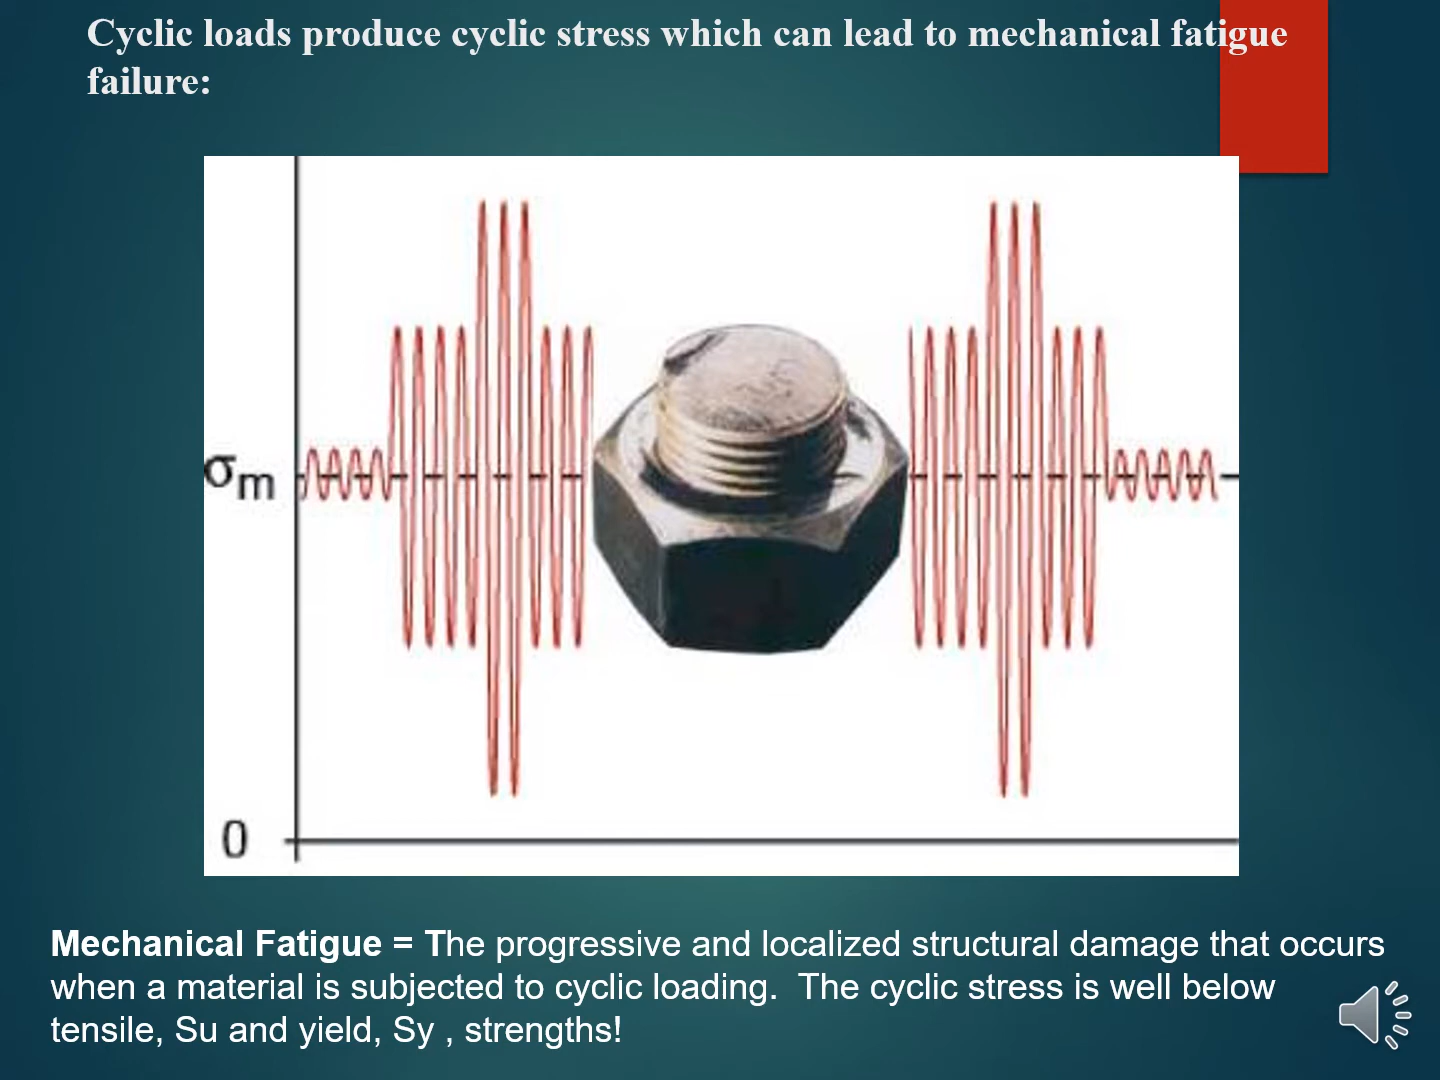 Cyclic loads produce cyclic stress which can lead to mechanical fatigue
failure:
σm
0
Mechanical Fatigue = The progressive and localized structural damage that occurs
when a material is subjected to cyclic loading.  The cyclic stress is well below
tensile, Su and yield, Sy , strengths!